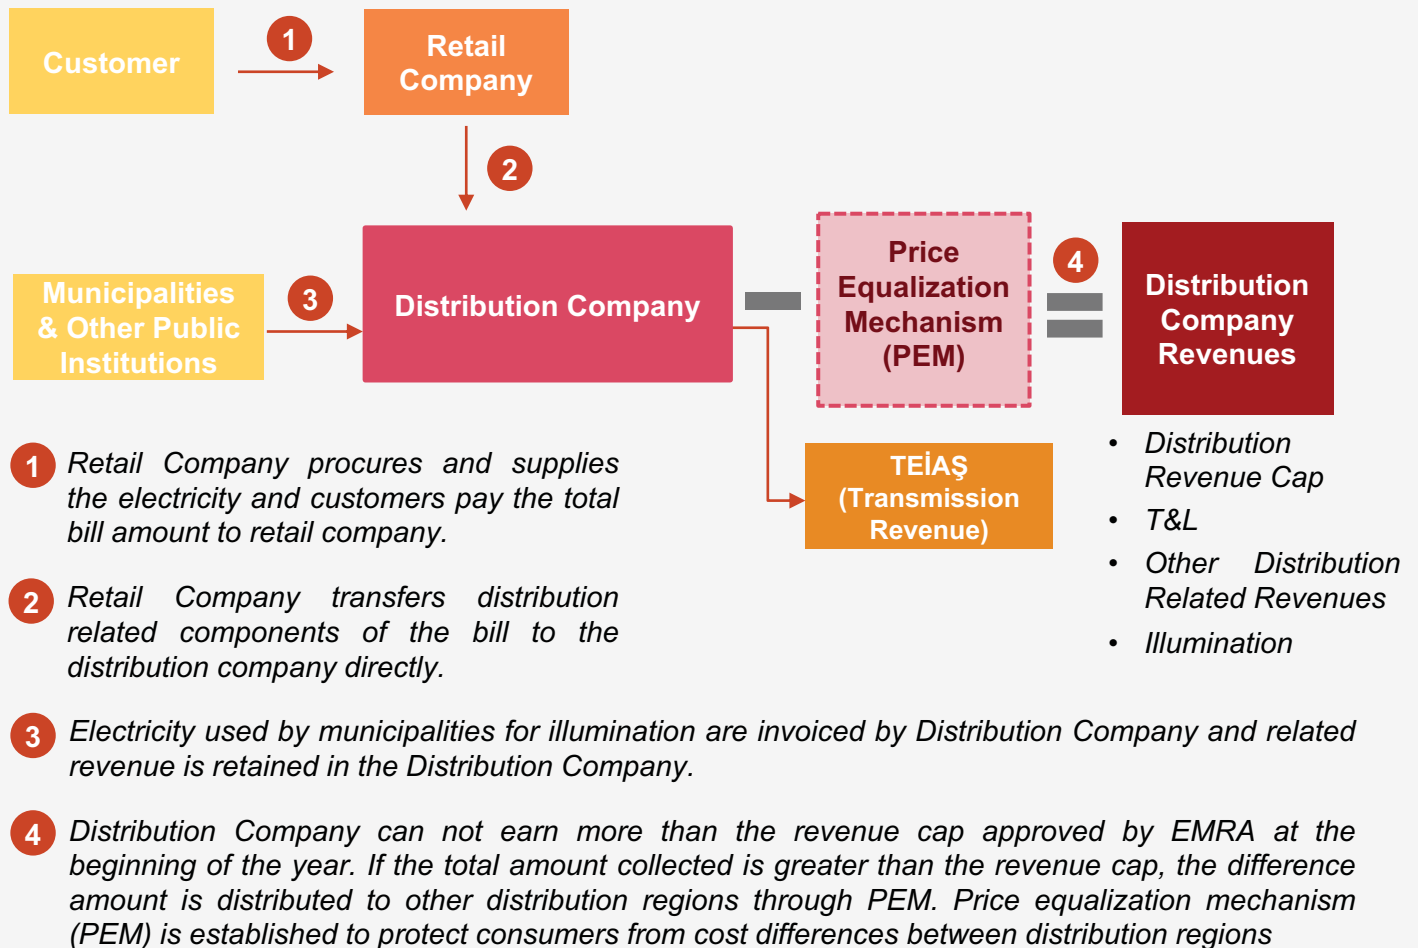 Customer
1
Retail
Company
2
Municipalities
& Other Public
Institutions
3
Distribution Company
Price
Equalization
Mechanism
(PEM)
4
Distribution
Company
Revenues
TEİAŞ
(Transmission
Revenue)
• Distribution
Revenue Cap
• T&L
• Other Distribution
Related Revenues
• Illumination
1 Retail Company procures and supplies
the electricity and customers pay the total
bill amount to retail company.
2 Retail Company transfers distribution
related components of the bill to the
distribution company directly.
3 Electricity used by municipalities for illumination are invoiced by Distribution Company and related
revenue is retained in the Distribution Company.
4 Distribution Company can not earn more than the revenue cap approved by EMRA at the
beginning of the year. If the total amount collected is greater than the revenue cap, the difference
amount is distributed to other distribution regions through PEM. Price equalization mechanism
(PEM) is established to protect consumers from cost differences between distribution regions